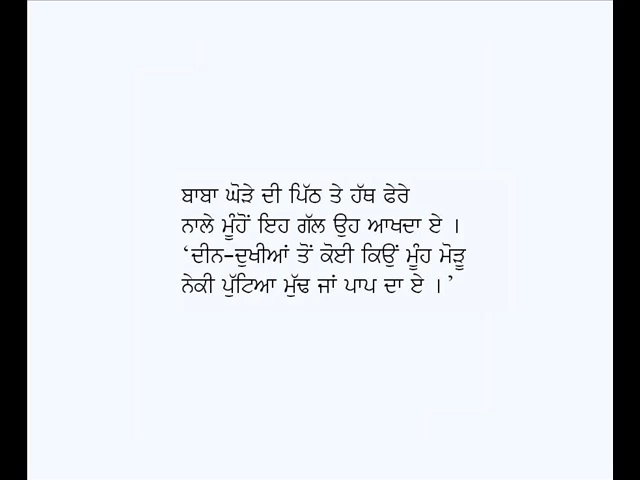 ਬਾਬਾ ਘੋੜੇ ਦੀ ਪਿੱਠ ਤੇ ਹੱਥ ਫੇਰੇ
ਨਾਲੇ ਮੂੰਹੋਂ ਇਹ ਗੱਲ ਉਹ ਆਖਦਾ ਏ ।
‘ਦੀਨ-ਦੁਖੀਆਂ ਤੋਂ ਕੋਈ ਕਿਉਂ ਮੂੰਹ ਮੋੜੂ
ਨੇਕੀ ਪੁੱਟਿਆ ਮੁੱਢ ਜਾਂ ਪਾਪ ਦਾ ਏ ।’